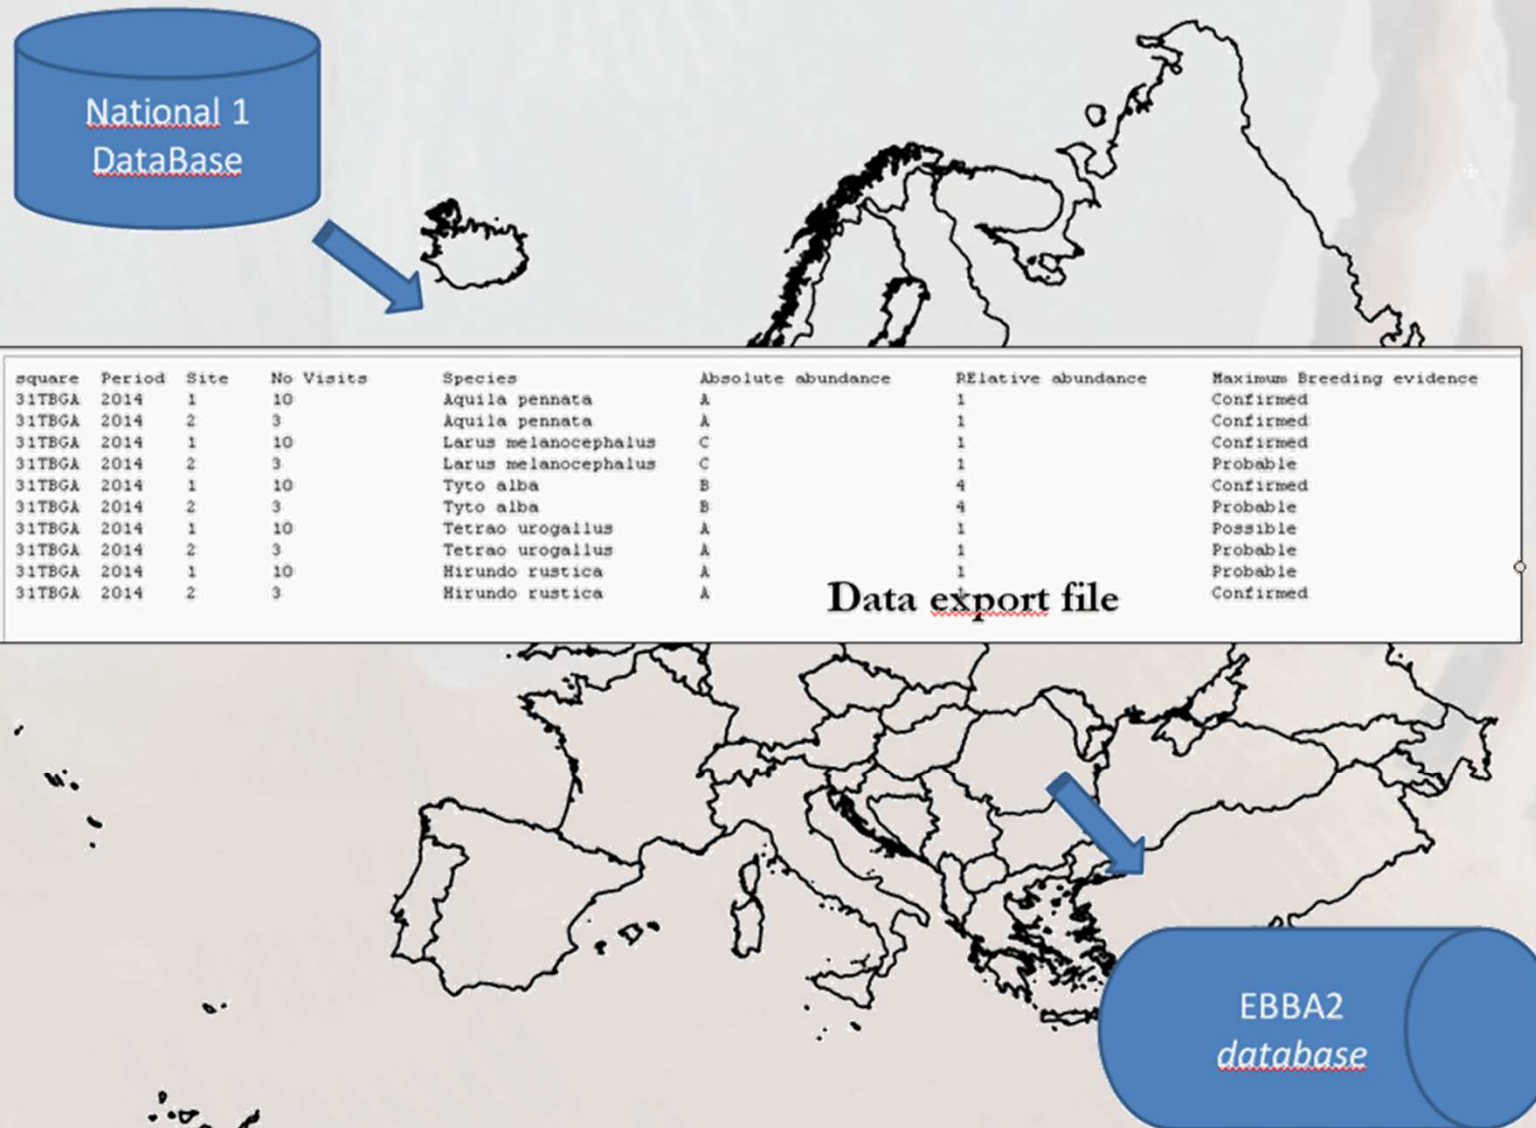 National 1
DataBase
square Period Site No Visits Species Absolute abundance RElative abundance Maximum Breeding evidence
31TBGA 2014 1 10 Aquila pennata A 1 Confirmed
31TBGA 2014 2 3 Aquila pennata A 1 Confirmed
31TBGA 2014 1 10 Larus melanocephalus C 1 Confirmed
31TBGA 2014 2 3 Larus melanocephalus C 1 Probable
31TBGA 2014 1 10 Tyto alba B 4 Confirmed
31TBGA 2014 2 3 Tyto alba B 4 Probable
31TBGA 2014 1 10 Tetrao urogallus A 1 Possible
31TBGA 2014 2 3 Tetrao urogallus A 1 Probable
31TBGA 2014 1 10 Hirundo rustica A 1 Probable
31TBGA 2014 2 3 Hirundo rustica A Confirmed
Data export file
EBBA2
database